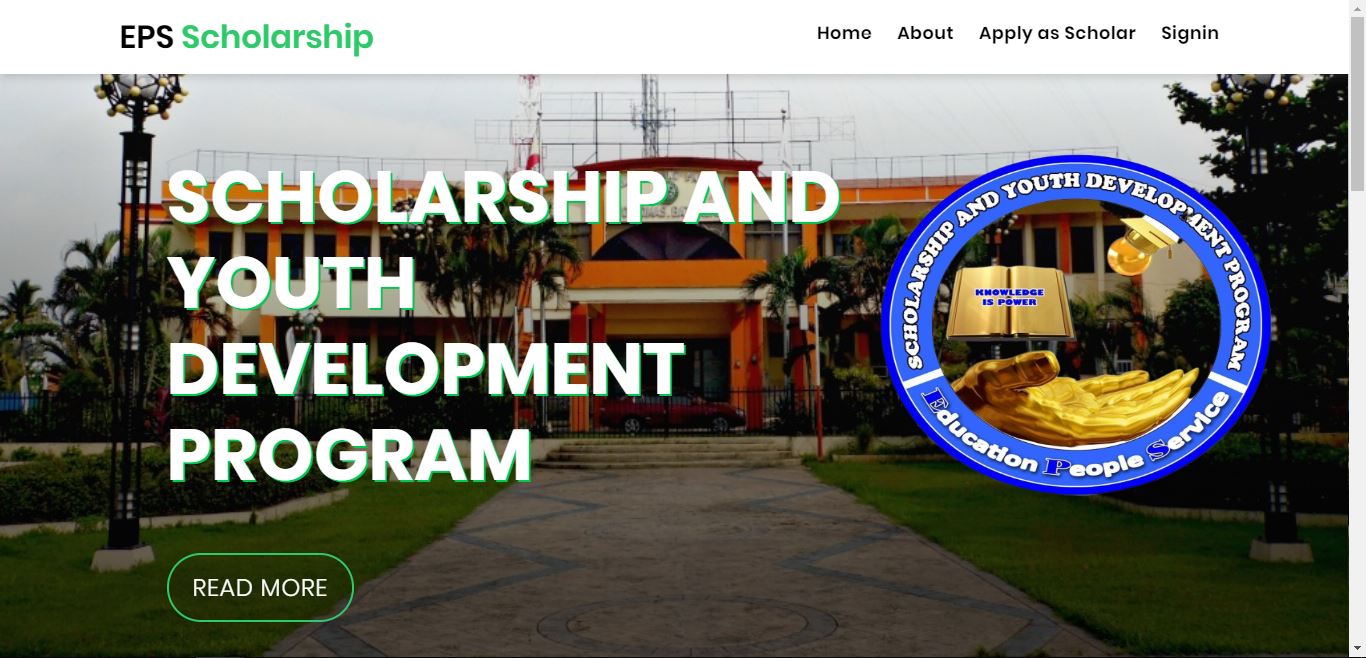 EPS Scholarship
Home About Apply as Scholar Signin
SCHOLARSHIP AND
YOUTH
DEVELOPMENT
PROGRAM
READ MORE
SCHOLARSHIP AND YOUTH DEVELOPMENT PROGRAM
KNOWLEDGE
IS POWER
Education People Service